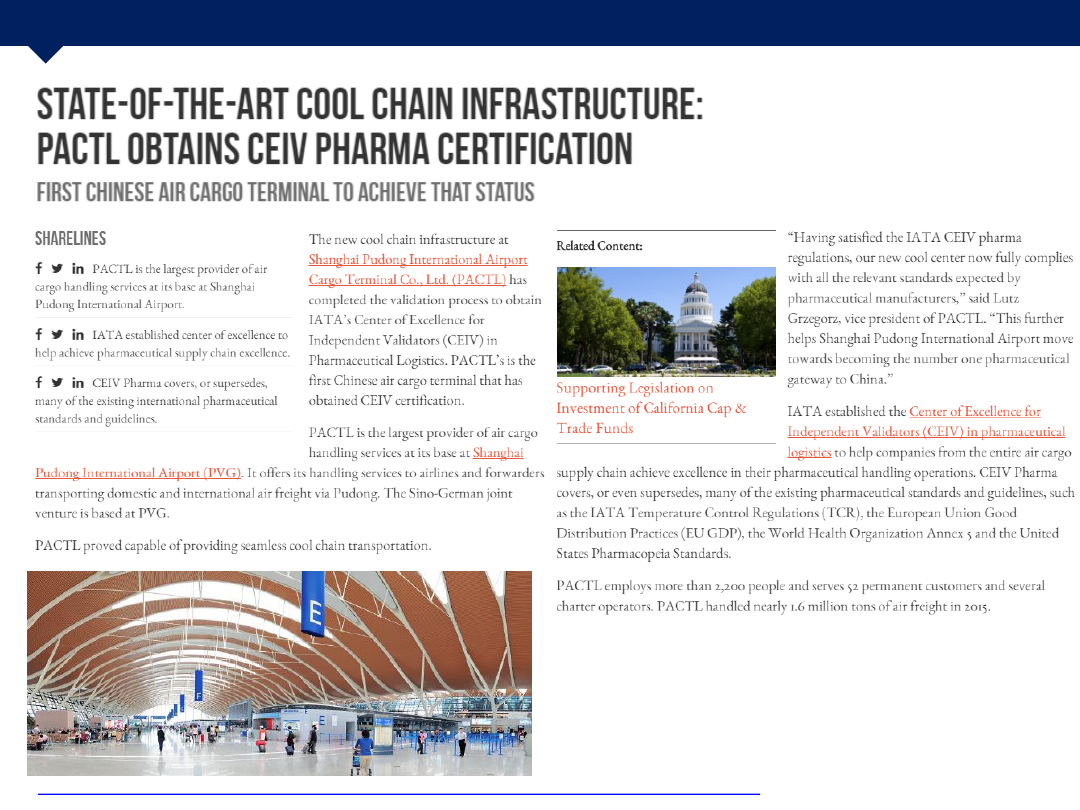 STATE-OF-THE-ART COOL CHAIN INFRASTRUCTURE:
PACTL OBTAINS CEIV PHARMA CERTIFICATION
FIRST CHINESE AIR CARGO TERMINAL TO ACHIEVE THAT STATUS
SHARELINES
PACTL is the largest provider of air
cargo handling services at its base at Shanghai
Pudong International Airport.
IATA established center of excellence to
help achieve pharmaceutical supply chain excellence.
CEIV Pharma covers, or supersedes,
many of the existing international pharmaceutical
standards and guidelines.
The new cool chain infrastructure at
Shanghai Pudong International Airport
Cargo Terminal Co., Ltd. (PACTL) has
completed the validation process to obtain
IATA's Center of Excellence for
Independent Validators (CEIV) in
Pharmaceutical Logistics. PACTL's is the
first Chinese air cargo terminal that has
obtained CEIV certification.
PACTL is the largest provider of air cargo
handling services at its base at Shanghai
Pudong International Airport (PVG). It offers its handling services to airlines and forwarders
transporting domestic and international air freight via Pudong. The Sino-German joint
venture is based at PVG.
PACTL proved capable of providing seamless cool chain transportation.
E
F
Related Content:
Supporting Legislation on
Investment of California Cap &
Trade Funds
“Having satisfied the IATA CEIV pharma
regulations, our new cool center now fully complies
with all the relevant standards expected by
pharmaceutical manufacturers,” said Lutz
Grzegorz, vice president of PACTL. “This further
helps Shanghai Pudong International Airport move
towards becoming the number one pharmaceutical
gateway to China.”
IATA established the Center of Excellence for
Independent Validators (CEIV) in pharmaceutical
logistics to help companies from the entire air cargo
supply chain achieve excellence in their pharmaceutical handling operations. CEIV Pharma
covers, or even supersedes, many of the existing pharmaceutical standards and guidelines, such
as the IATA Temperature Control Regulations (TCR), the European Union Good
Distribution Practices (EU GDP), the World Health Organization Annex 5 and the United
States Pharmacopeia Standards.
PACTL employs more than 2,200 people and serves 52 permanent customers and several
charter operators. PACTL handled nearly 1.6 million tons of air freight in 2015.